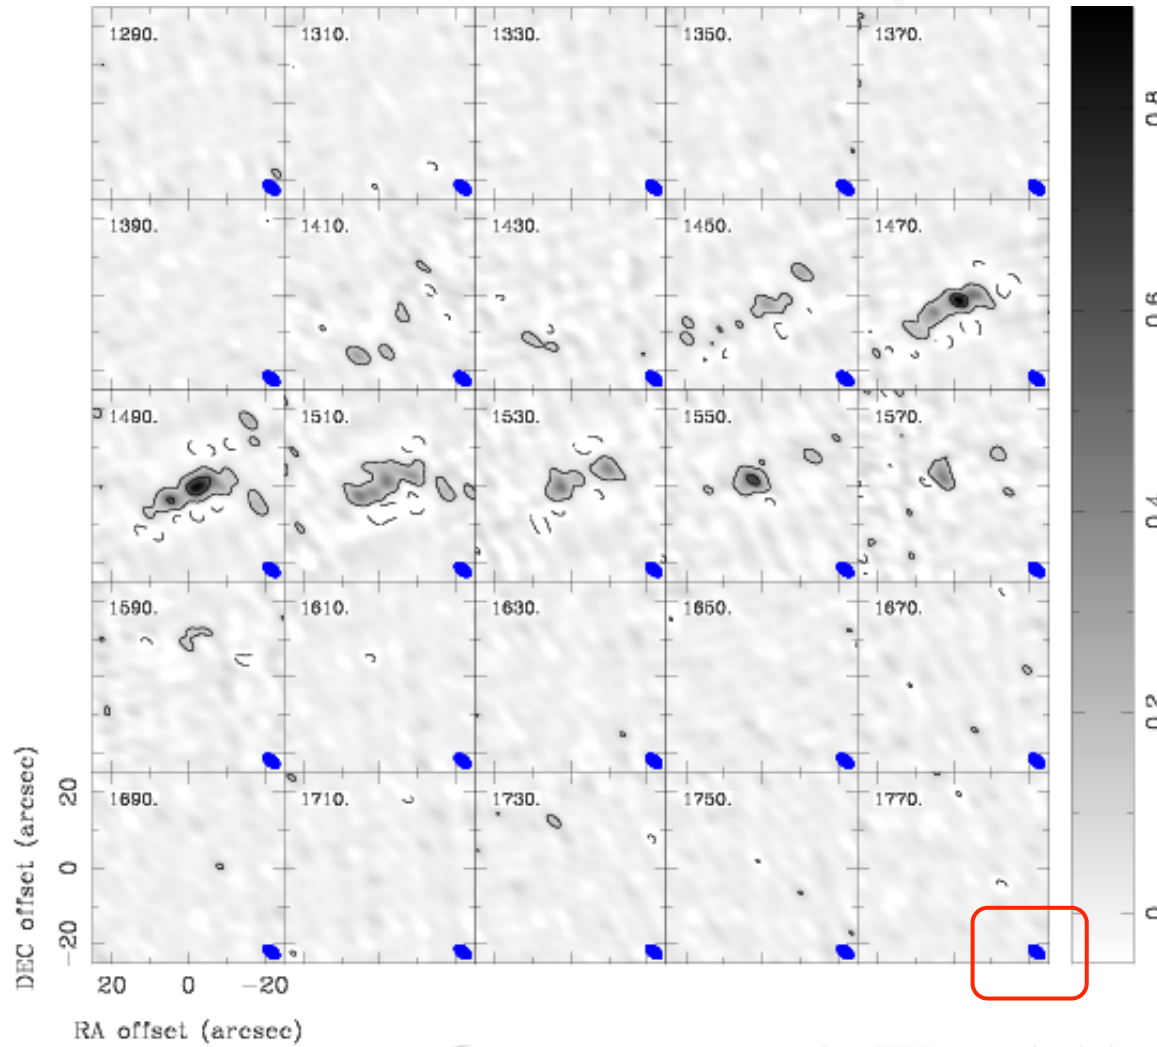 1290. 1310. 1330. 1350. 1370.
0.8
1390. 1410. 1430. 1450. 1470.
0.6
1490. 1510. 1530. 1550. 1570.
0.4
1590. 1610. 1630. 1650. 1670.
0.2
1690. 1710. 1730. 1750. 1770.
0
DEC offset (arcsec)
20
0
-20
20 0 -20
RA offset (arcsec)